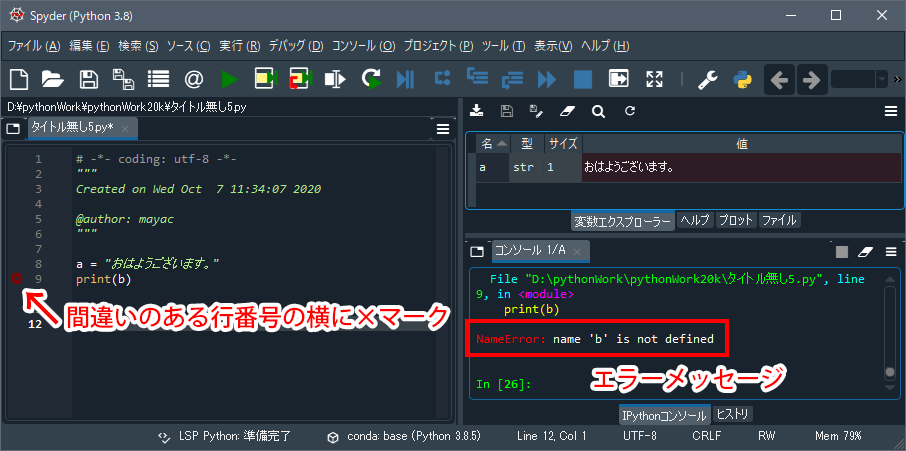 Spyder (Python 3.8)
ファイル (A) 編集 (E) 検索 (S) ソース (C) 実行 (R) デバッグ (D) コンソール (O) プロジェクト (P) ツール (T) 表示(V) ヘルプ (H)
D:¥pythonWork¥pythonWork20k¥タイトル無し5.py
タイトル無し5.py*
1 # -*- coding: utf-8 -*-
2 """
3 Created on Wed Oct  7 11:34:07 2020
4
5 @author: mayac
6 """
7
8 a = "おはようございます。"
9 print(b)
間違いのある行番号の横に×マーク
12
名 型 サイズ 値
a str 1 おはようございます。
変数エクスプローラー ヘルプ プロット ファイル
コンソール 1/A
File "D:\pythonWork\pythonWork20k\タイトル無し5.py", line
9, in <module>
print(b)
NameError: name 'b' is not defined
エラーメッセージ
In [26]:
IPythonコンソール ヒストリ
LSP Python: 準備完了 conda: base (Python 3.8.5) Line 12, Col 1 UTF-8 CRLF RW Mem 79%